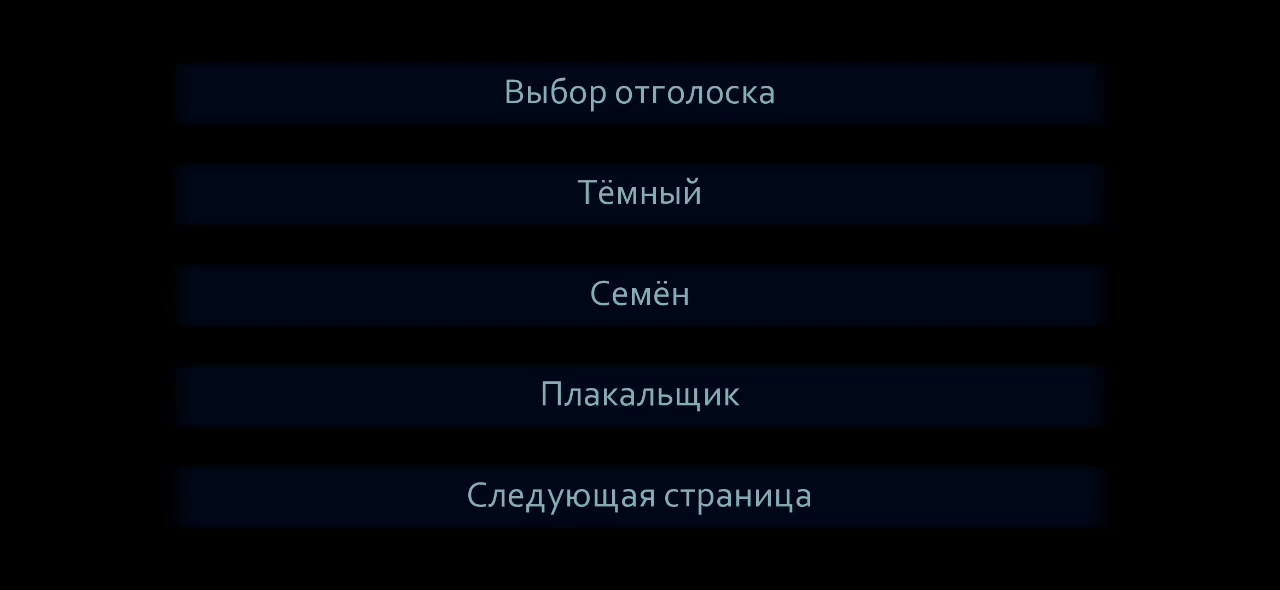 Выбор отголоска
Тёмный
Семён
Плакальщик
Следующая страница